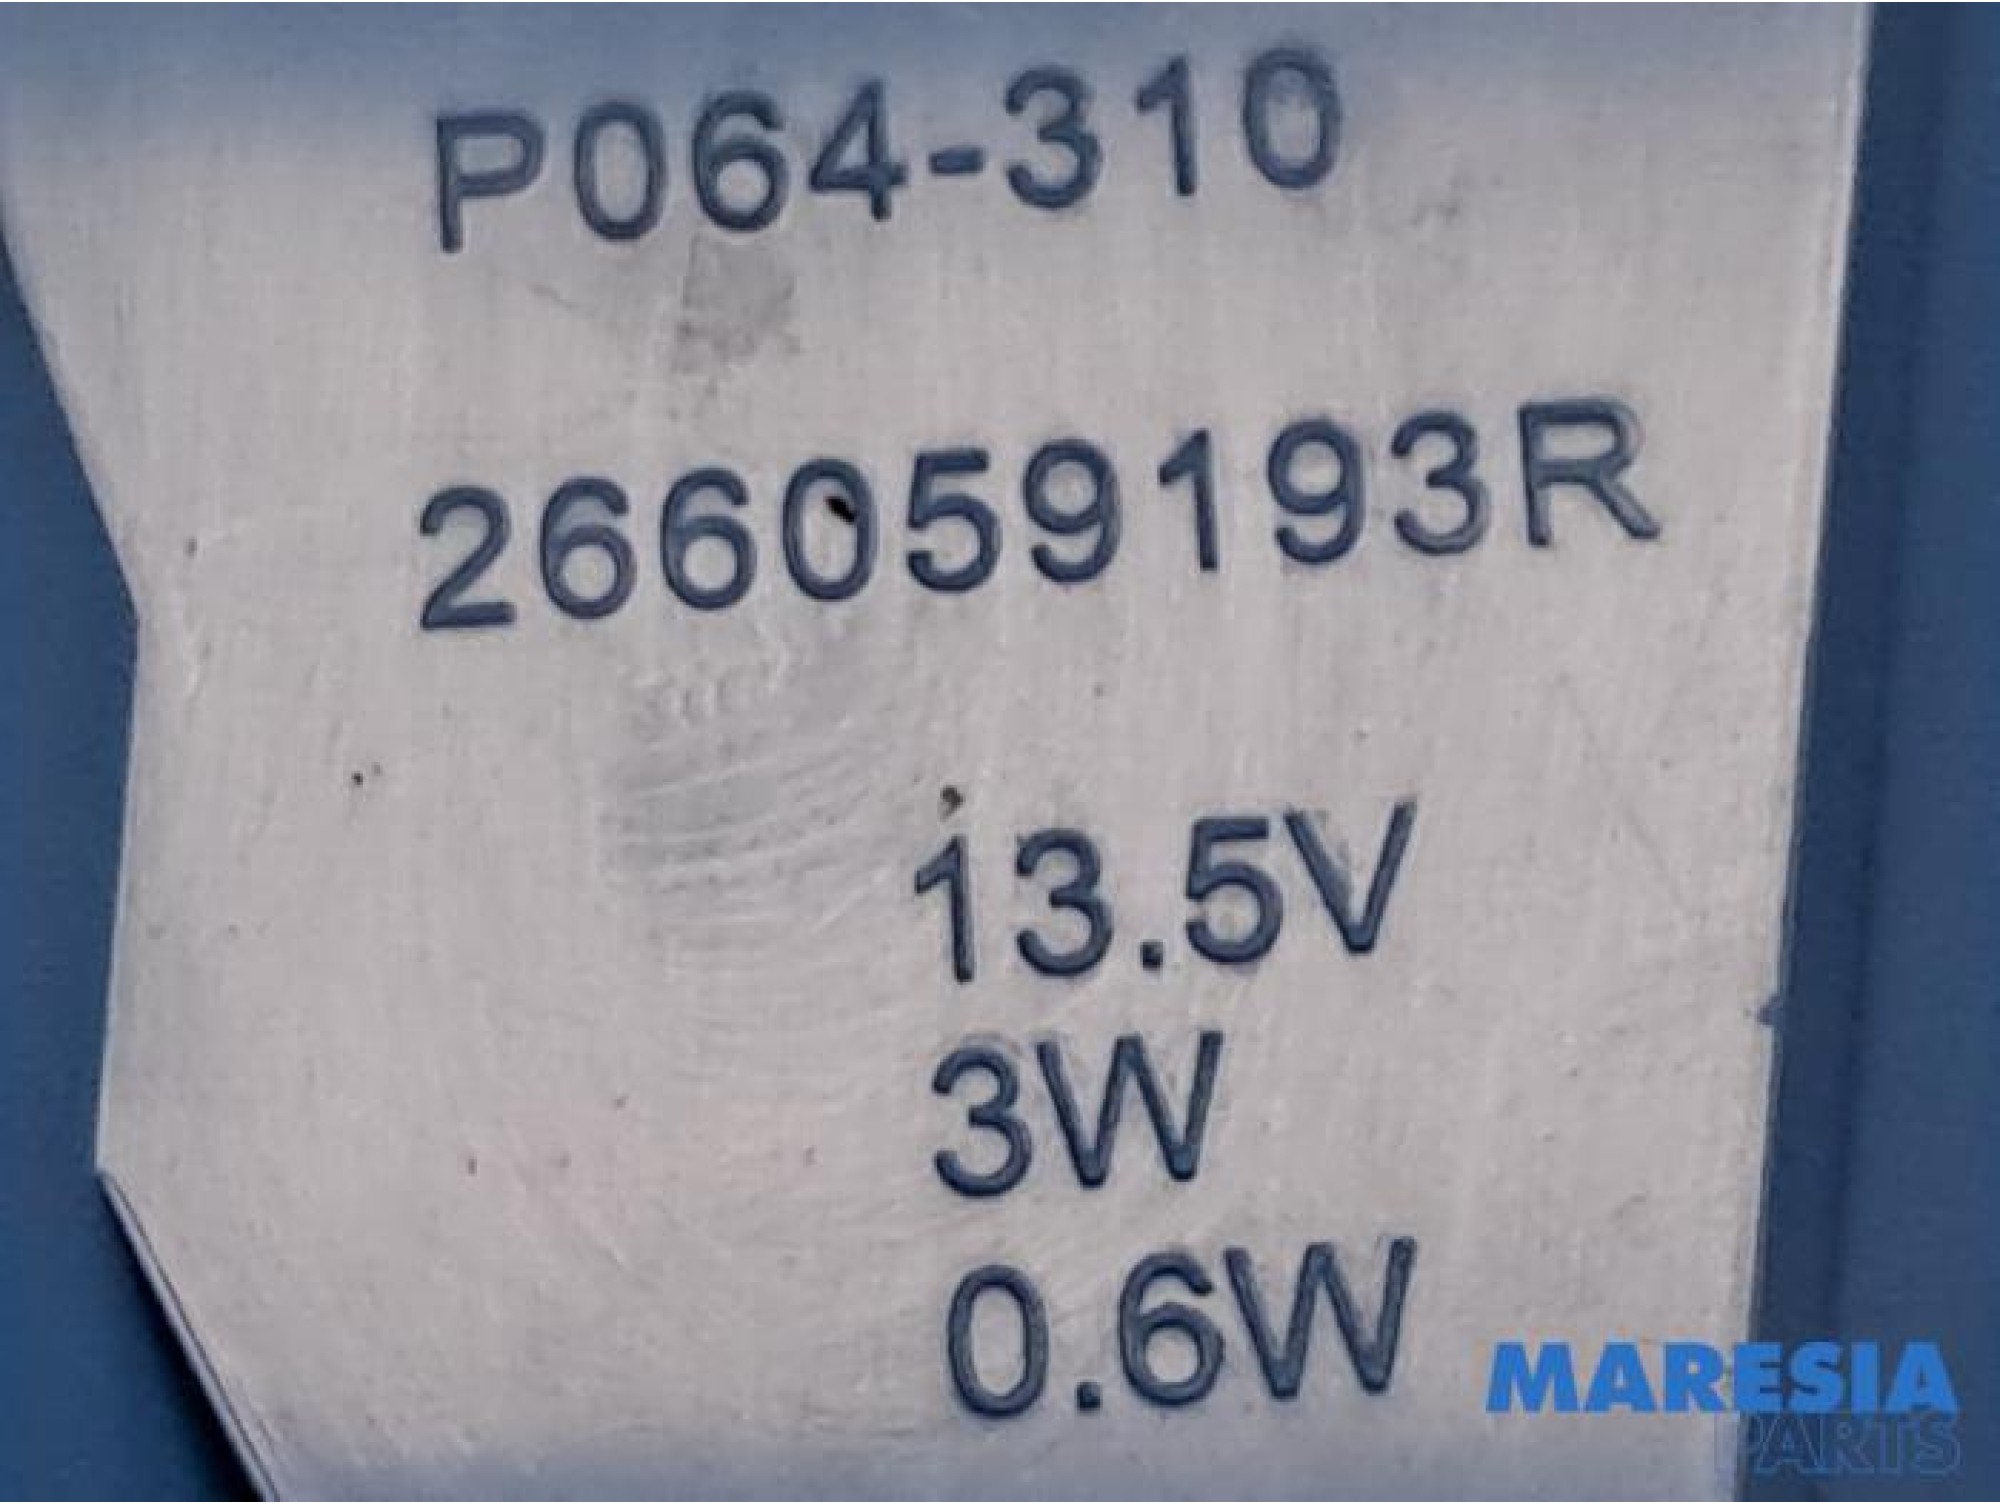 P064-310
266059193R
13.5V
3W
0.6W
MARESIA
PARTS